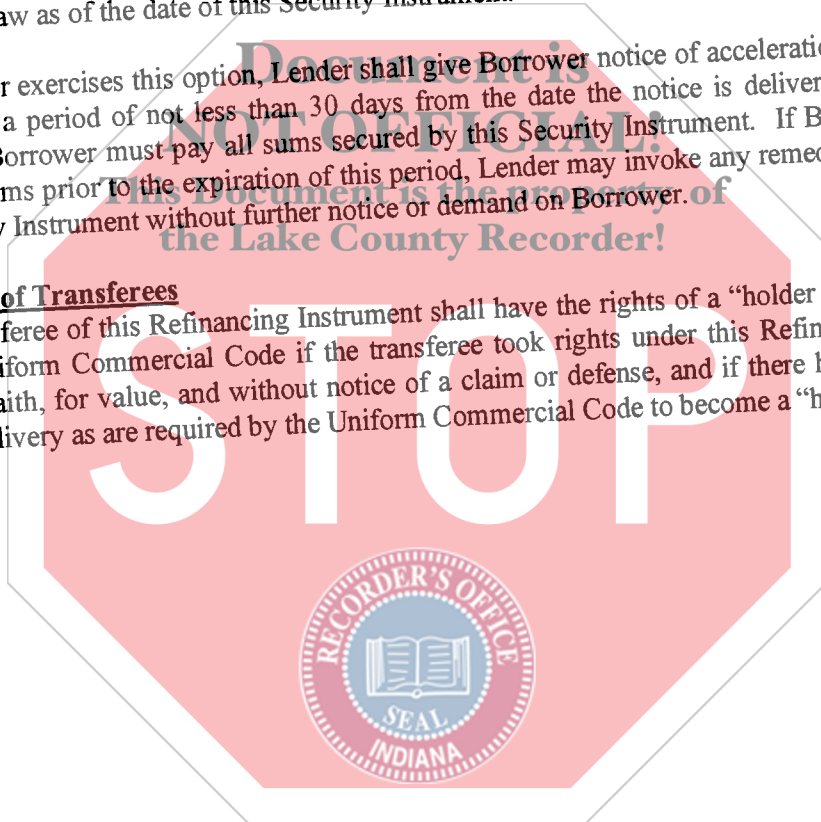 aw as of the date of this Security Instrument.
r exercises this option, Lender shall give Borrower notice of accelerati
a period of not less than 30 days from the date the notice is deliver
Borrower must pay all sums secured by this Security Instrument. If B
ms prior to the expiration of this period, Lender may invoke any remed
y Instrument without further notice or demand on Borrower.
Document is
NOT OFFICIAL!
This Document is the property of
the Lake County Recorder!
of Transferees
feree of this Refinancing Instrument shall have the rights of a “holder
iform Commercial Code if the transferee took rights under this Refin
aith, for value, and without notice of a claim or defense, and if there h
livery as are required by the Uniform Commercial Code to become a “h
STOP
RECORDER'S OFFICE
SEAL
INDIANA